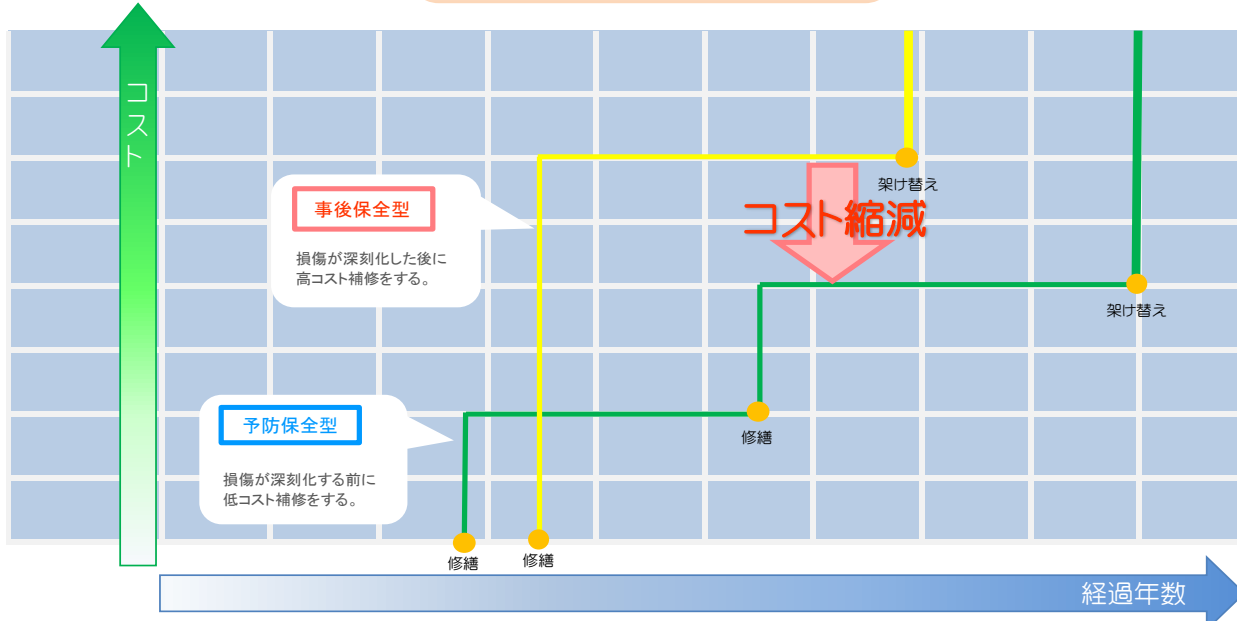 コスト
事後保全型
損傷が深刻化した後に
高コスト補修をする。
架け替え
コスト縮減
架け替え
予防保全型
損傷が深刻化する前に
低コスト補修をする。
修繕
修繕
修繕
経過年数